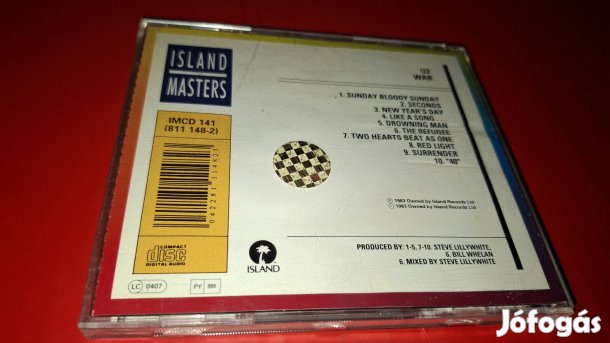 ISLAND
MASTERS
IMCD 141
(811 148-2)
042281114823
COMPACT
disc
DIGITAL AUDIO
LC 0407
PY 899
ISLAND
U2
WAR
1. SUNDAY BLOODY SUNDAY
2. SECONDS
3. NEW YEAR'S DAY
4. LIKE A SONG
5. DROWNING MAN
6. THE REFUGEE
7. TWO HEARTS BEAT AS ONE
8. RED LIGHT
9. SURRENDER
10. "40"
℗ 1983 Owned by Island Records Ltd
© 1983 Owned by Island Records Ltd
PRODUCED BY: 1-5, 7-10. STEVE LILLYWHITE,
6. BILL WHELAN
6. MIXED BY STEVE LILLYWHITE
Jófogás